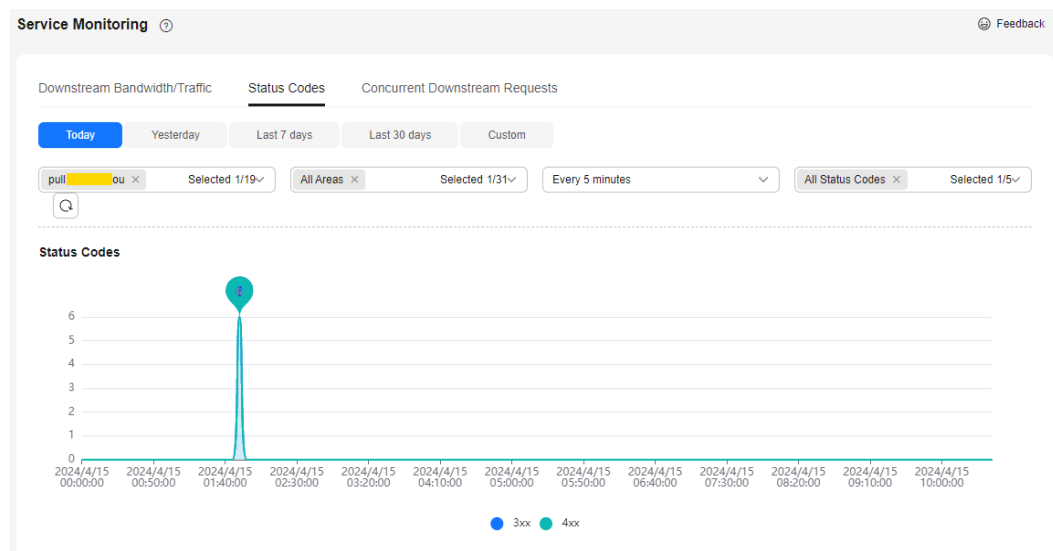 Service Monitoring ?
Feedback
Downstream Bandwidth/Traffic Status Codes Concurrent Downstream Requests
Today Yesterday Last 7 days Last 30 days Custom
pull ou × Selected 1/19 All Areas × Selected 1/31 Every 5 minutes All Status Codes × Selected 1/5
Status Codes
6
5
4
3
2
1
0
2024/4/15 2024/4/15 2024/4/15 2024/4/15 2024/4/15 2024/4/15 2024/4/15 2024/4/15 2024/4/15 2024/4/15 2024/4/15 2024/4/15 2024/4/15
00:00:00 00:50:00 01:40:00 02:30:00 03:20:00 04:10:00 05:00:00 05:50:00 06:40:00 07:30:00 08:20:00 09:10:00 10:00:00
3xx 4xx